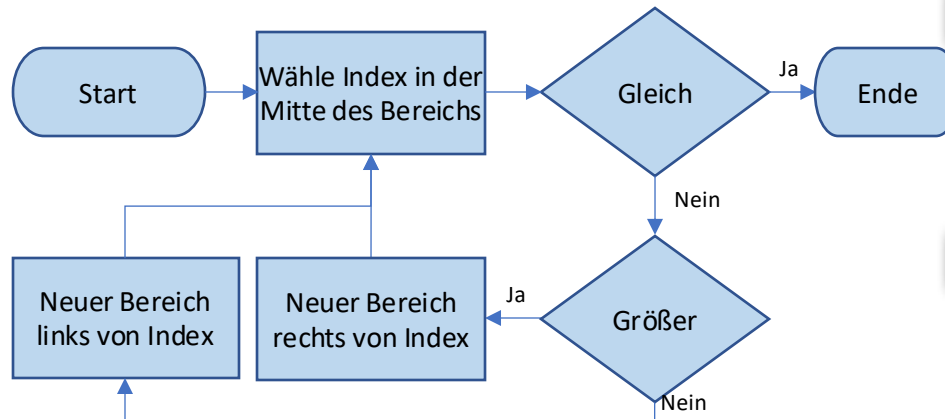 Start
Wähle Index in der
Mitte des Bereichs
Gleich
Ja
Ende
Nein
Neuer Bereich
links von Index
Neuer Bereich
rechts von Index
Ja
Größer
Nein